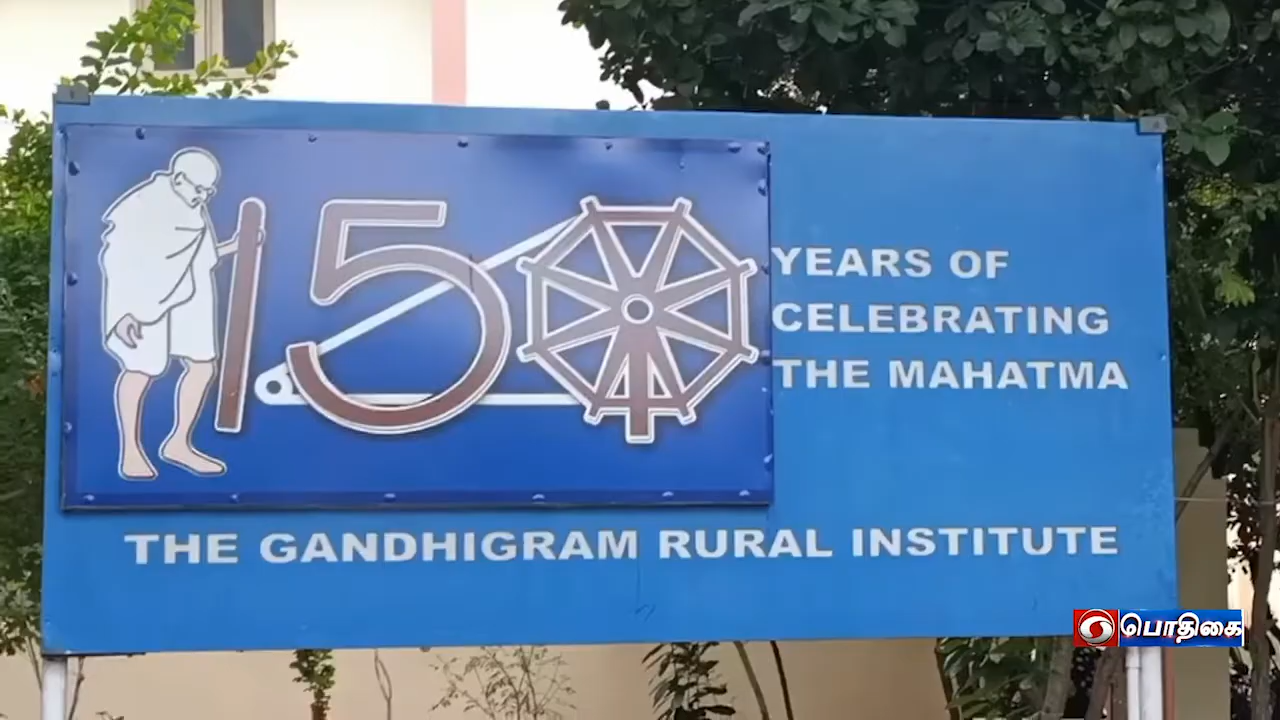 150
YEARS OF
CELEBRATING
THE MAHATMA
THE GANDHIGRAM RURAL INSTITUTE
பொதிகை